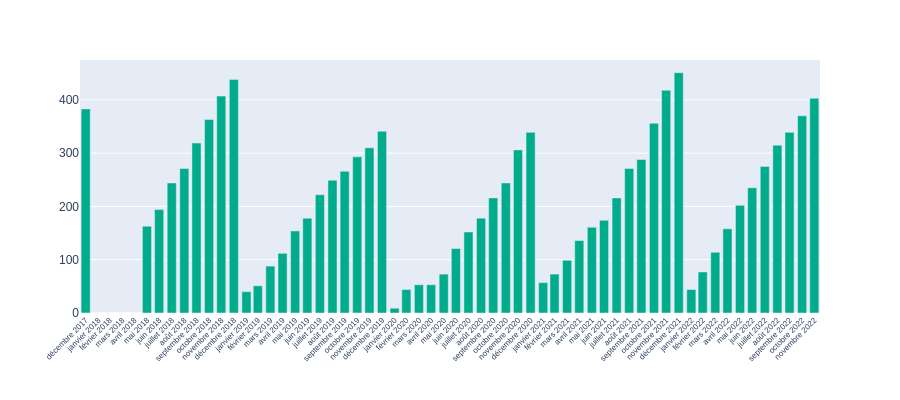 400
300
200
100
0
décembre 2017
janvier 2018
février 2018
mars 2018
avril 2018
mai 2018
juin 2018
juillet 2018
août 2018
septembre 2018
octobre 2018
novembre 2018
décembre 2018
janvier 2019
février 2019
mars 2019
avril 2019
mai 2019
juin 2019
juillet 2019
août 2019
septembre 2019
octobre 2019
novembre 2019
décembre 2019
janvier 2020
février 2020
mars 2020
avril 2020
mai 2020
juin 2020
juillet 2020
août 2020
septembre 2020
octobre 2020
novembre 2020
décembre 2020
janvier 2021
février 2021
mars 2021
avril 2021
mai 2021
juin 2021
juillet 2021
août 2021
septembre 2021
octobre 2021
novembre 2021
décembre 2021
janvier 2022
février 2022
mars 2022
avril 2022
mai 2022
juin 2022
juillet 2022
août 2022
septembre 2022
octobre 2022
novembre 2022